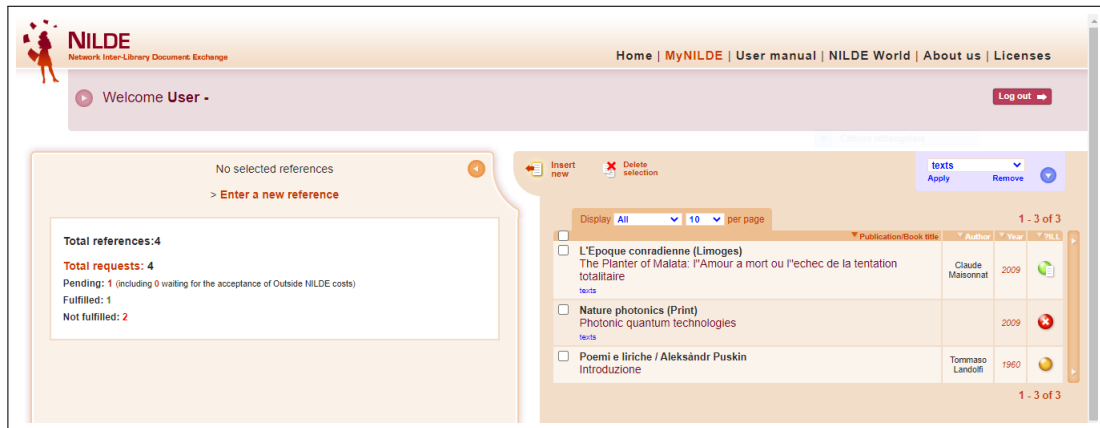 NILDE
Network Inter-Library Document Exchange
Home | MyNILDE | User manual | NILDE World | About us | Licenses
Welcome User -
Log out
No selected references
> Enter a new reference
Total references:4
Total requests: 4
Pending: 1 (including 0 waiting for the acceptance of Outside NILDE costs)
Fulfilled: 1
Not fulfilled: 2
Insert new
Delete selection
texts
Apply Remove
Display All 10 per page
1 - 3 of 3
Publication/Book title Author Year ?ILL
L'Epoque conradienne (Limoges)
The Planter of Malata: l''Amour a mort ou l''echec de la tentation
totalitaire
texts
Claude
Maisonnat
2009
Nature photonics (Print)
Photonic quantum technologies
texts
2009
Poemi e liriche / Aleksàndr Puskin
Introduzione
Tommaso
Landolfi
1960
1 - 3 of 3